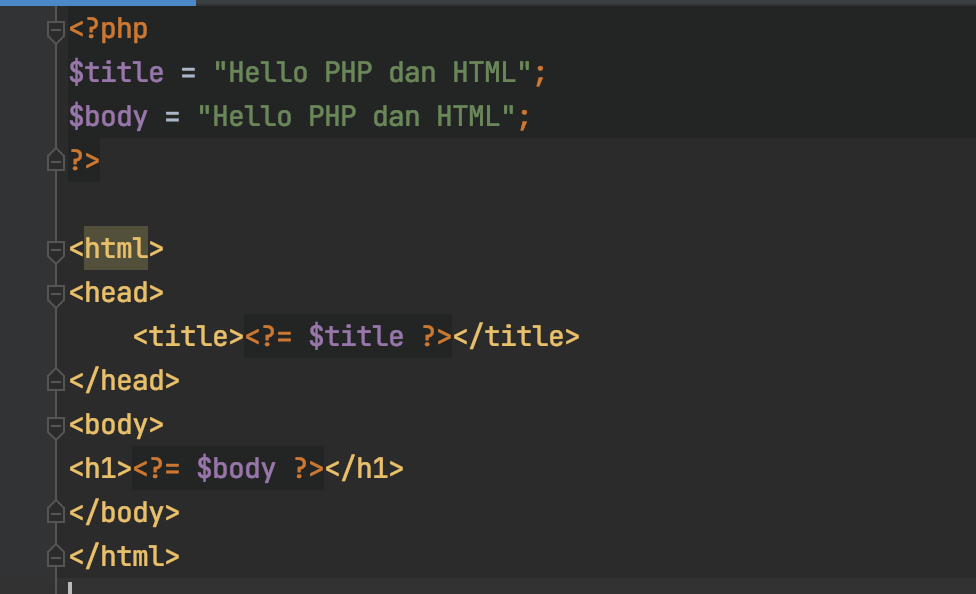 <?php
$title = "Hello PHP dan HTML";
$body = "Hello PHP dan HTML";
?>

<html>
<head>
    <title><?= $title ?></title>
</head>
<body>
<h1><?= $body ?></h1>
</body>
</html>